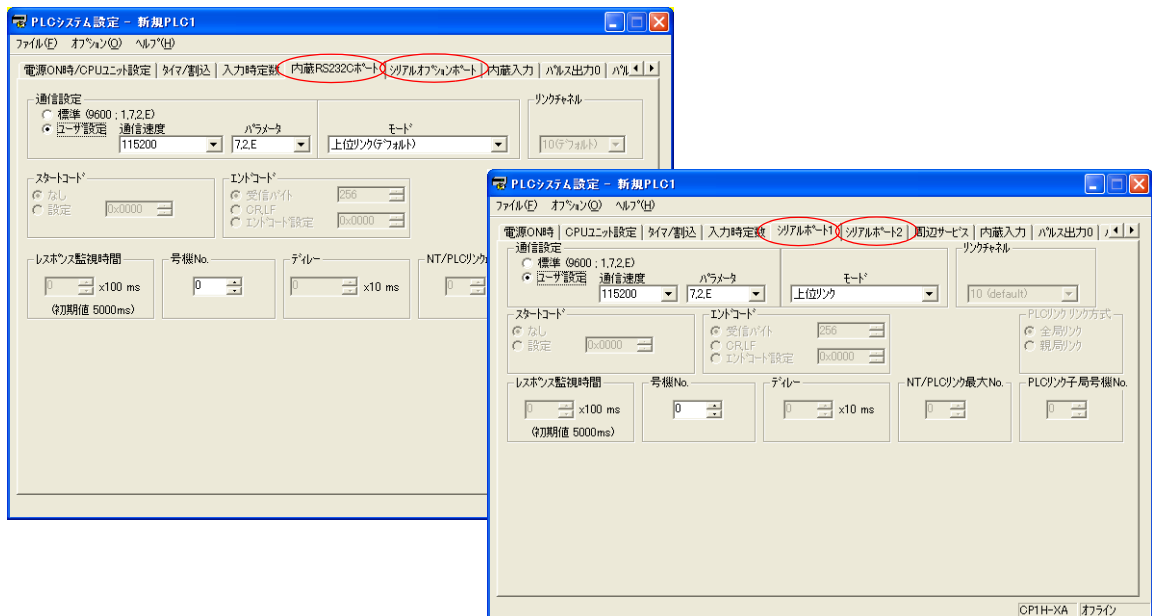 PLCシステム設定 - 新規PLC1
ファイル(F) オプション(O) ヘルプ(H)
電源ON時/CPUユニット設定 タイマ/割込 入力時定数 内蔵RS232Cポート シリアルオプションポート 内蔵入力 パルス出力0 パル
通信設定
標準 (9600 ; 1,7,2,E)
ユーザ設定 通信速度 パラメータ モード
115200 7,2,E 上位リンク(デフォルト)
リンクチャネル
10(デフォルト)
スタートコード
なし
設定 0x0000
エンドコード
受信バイト 256
CR,LF
エンドコード設定 0x0000
レスポンス監視時間
0 x100 ms
(初期値 5000ms)
号機No.
0
ディレー
0 x10 ms
NT/PLCリンク
0
PLCシステム設定 - 新規PLC1
ファイル(F) オプション(O) ヘルプ(H)
電源ON時 CPUユニット設定 タイマ/割込 入力時定数 シリアルポート1 シリアルポート2 周辺サービス 内蔵入力 パルス出力0
通信設定
標準 (9600 ; 1,7,2,E)
ユーザ設定 通信速度 パラメータ モード
115200 7,2,E 上位リンク
リンクチャネル
10 (default)
スタートコード
なし
設定 0x0000
エンドコード
受信バイト 256
CR,LF
エンドコード設定 0x0000
PLCリンク リンク方式
全局リンク
親局リンク
レスポンス監視時間
0 x100 ms
(初期値 5000ms)
号機No.
0
ディレー
0 x10 ms
NT/PLCリンク最大No.
0
PLCリンク子局号機No.
0
CP1H-XA オフライン